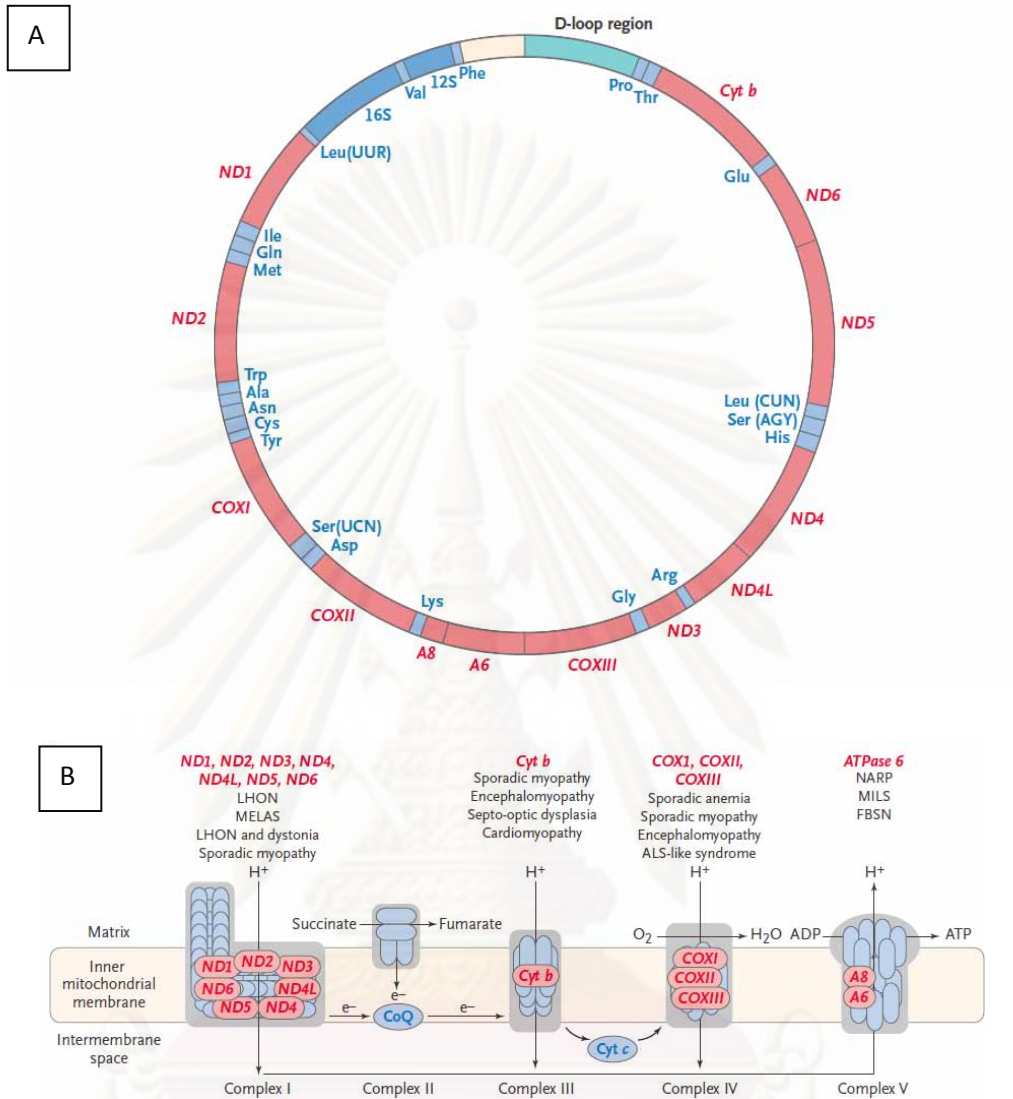 A
D-loop region
Phe
12S
Val
16S
Leu(UUR)
ND1
Ile
Gln
Met
ND2
Trp
Ala
Asn
Cys
Tyr
COXI
Ser(UCN)
Asp
COXII
Lys
A8
A6
COXIII
Gly
ND3
Arg
ND4L
ND4
His
Ser (AGY)
Leu (CUN)
ND5
ND6
Glu
Cyt b
Thr
Pro
B
ND1, ND2, ND3, ND4,
ND4L, ND5, ND6
LHON
MELAS
LHON and dystonia
Sporadic myopathy
H+
Cyt b
Sporadic myopathy
Encephalomyopathy
Septo-optic dysplasia
Cardiomyopathy
H+
COX1, COXII,
COXIII
Sporadic anemia
Sporadic myopathy
Encephalomyopathy
ALS-like syndrome
H+
ATPase 6
NARP
MILS
FBSN
H+
Matrix
Inner
mitochondrial
membrane
Intermembrane
space
Succinate
Fumarate
O2
H2O
ADP
ATP
ND1
ND2
ND3
ND6
ND4L
ND5
ND4
e–
e–
CoQ
e–
Cyt b
Cyt c
COXI
COXII
COXIII
A8
A6
Complex I
Complex II
Complex III
Complex IV
Complex V